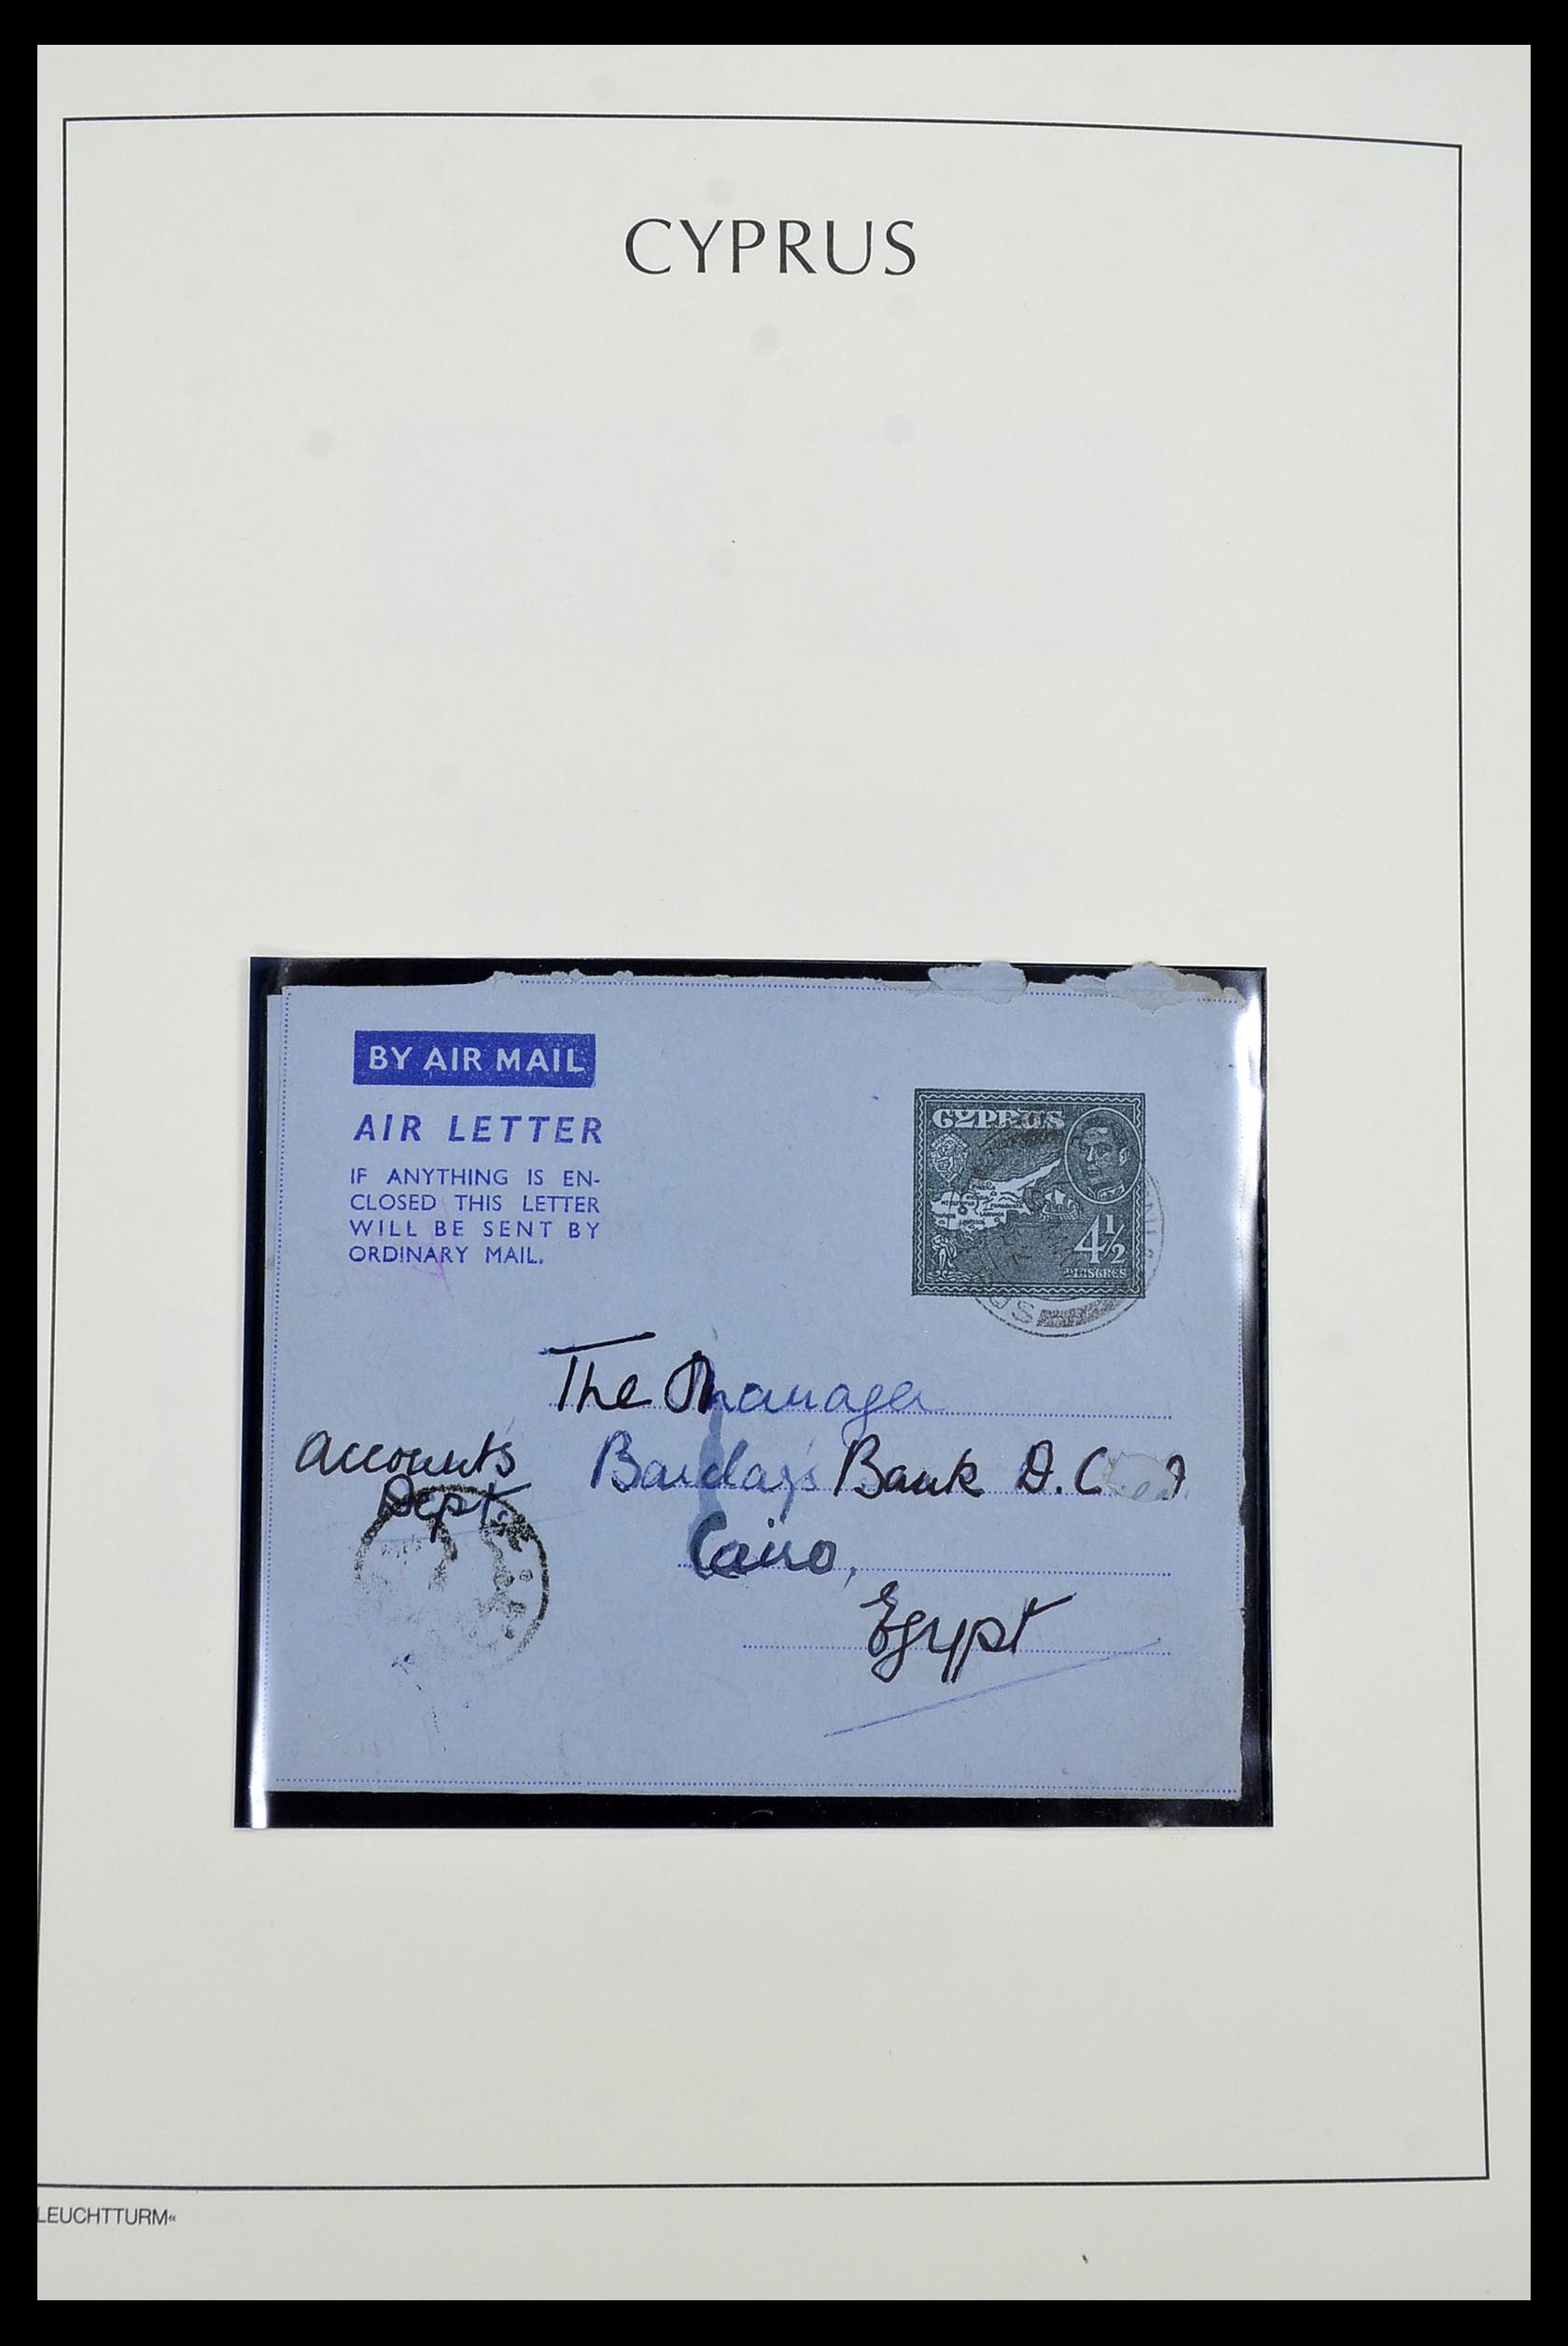 CYPRUS
BY AIR MAIL
AIR LETTER
IF ANYTHING IS EN-
CLOSED THIS LETTER
WILL BE SENT BY
ORDINARY MAIL.
CYPRUS
4½
PIASTRES
The Manager
Accounts
Dept.
Barclays Bank D.C.
Cairo,
Egypt
LEUCHTTURM«